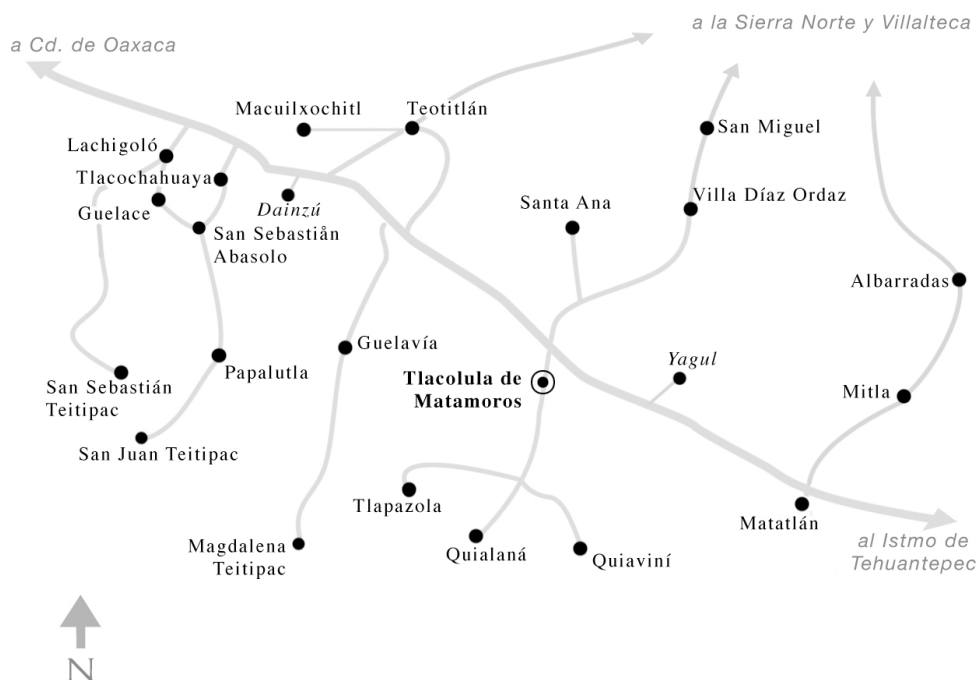 a la Sierra Norte y Villalteca
a Cd. de Oaxaca
Macuilxochitl
Teotitlán
San Miguel
Lachigoló
Tlacochahuaya
Guelace
Dainzú
Santa Ana
Villa Díaz Ordaz
San Sebastiån
Abasolo
Albarradas
Guelavía
Yagul
Papalutla
San Sebastián
Teitipac
Tlacolula de
Matamoros
Mitla
San Juan Teitipac
Tlapazola
Matatlán
Magdalena
Teitipac
Quialaná
Quiaviní
al Istmo de
Tehuantepec
N